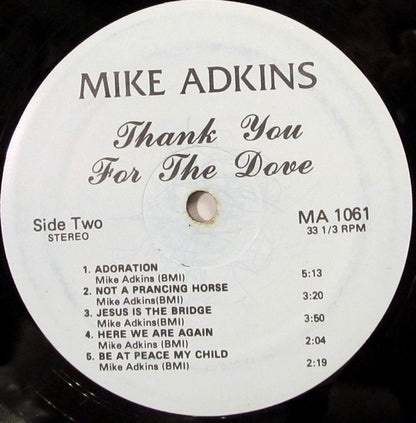 MIKE ADKINS
Thank You
For The Dove
Side Two
STEREO
MA 1061
33 1/3 RPM
1. ADORATION 5:13
Mike Adkins (BMI)
2. NOT A PRANCING HORSE 3:20
Mike Adkins(BMI)
3. JESUS IS THE BRIDGE 3:50
Mike Adkins(BMI)
4. HERE WE ARE AGAIN 2:04
Mike Adkins (BMI)
5. BE AT PEACE MY CHILD 2:19
Mike Adkins (BMI)